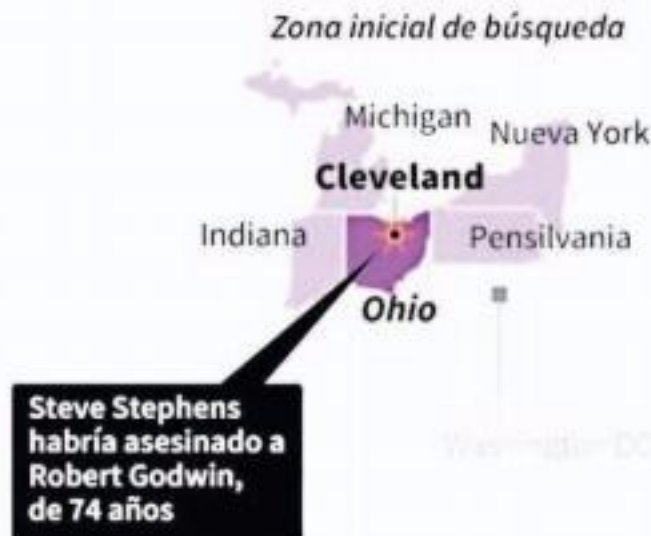 Zona inicial de búsqueda
Michigan
Nueva York
Cleveland
Indiana
Pensilvania
Ohio
Steve Stephens
habría asesinado a
Robert Godwin,
de 74 años